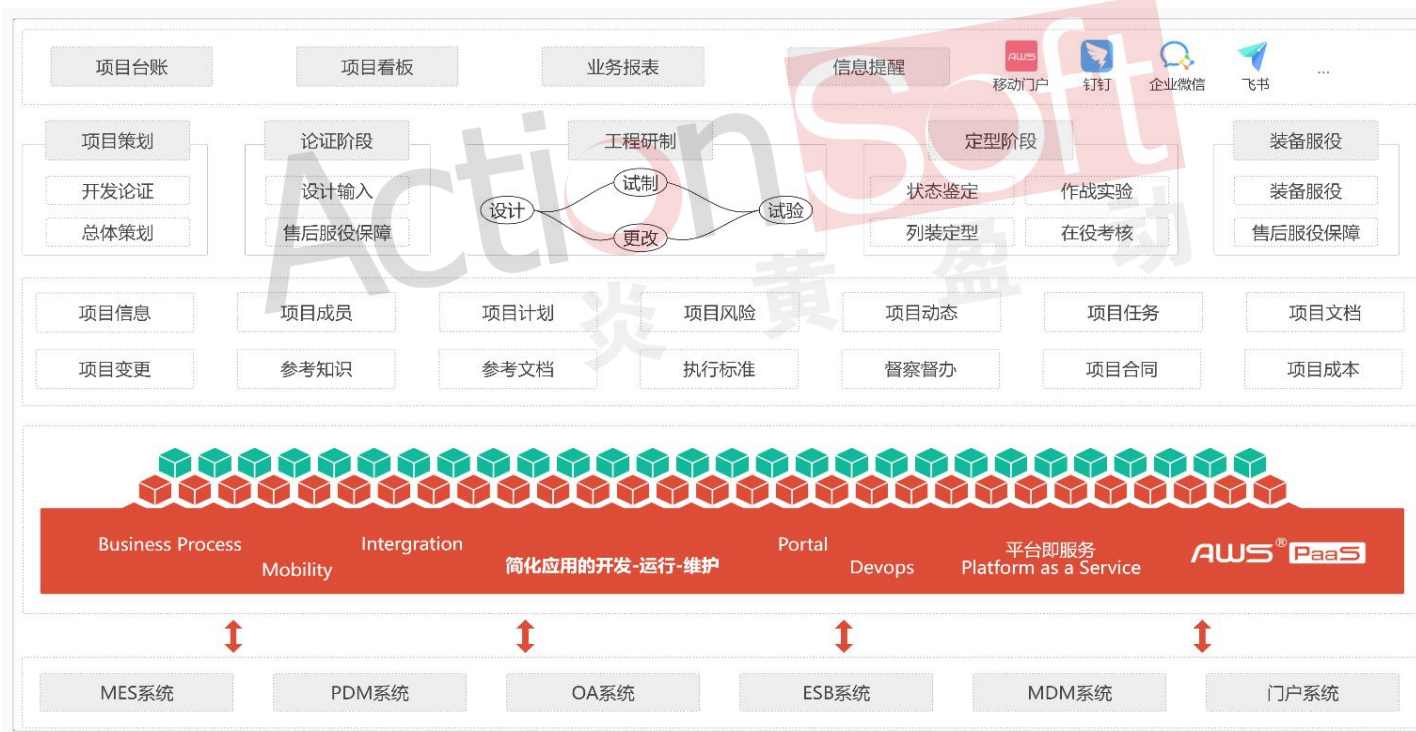 项目台账
项目看板
业务报表
信息提醒
AWS
移动门户
钉钉
企业微信
飞书
...
项目策划
论证阶段
工程研制
定型阶段
装备服役
开发论证
总体策划
设计输入
售后服役保障
设计
试制
更改
试验
状态鉴定
作战实验
列装定型
在役考核
装备服役
售后服役保障
项目信息
项目成员
项目计划
项目风险
项目动态
项目任务
项目文档
项目变更
参考知识
参考文档
执行标准
督察督办
项目合同
项目成本
ActionSoft
炎黄盈动
Business Process
Mobility
Intergration
简化应用的开发-运行-维护
Portal
Devops
平台即服务
Platform as a Service
AWS® PaaS
MES系统
PDM系统
OA系统
ESB系统
MDM系统
门户系统